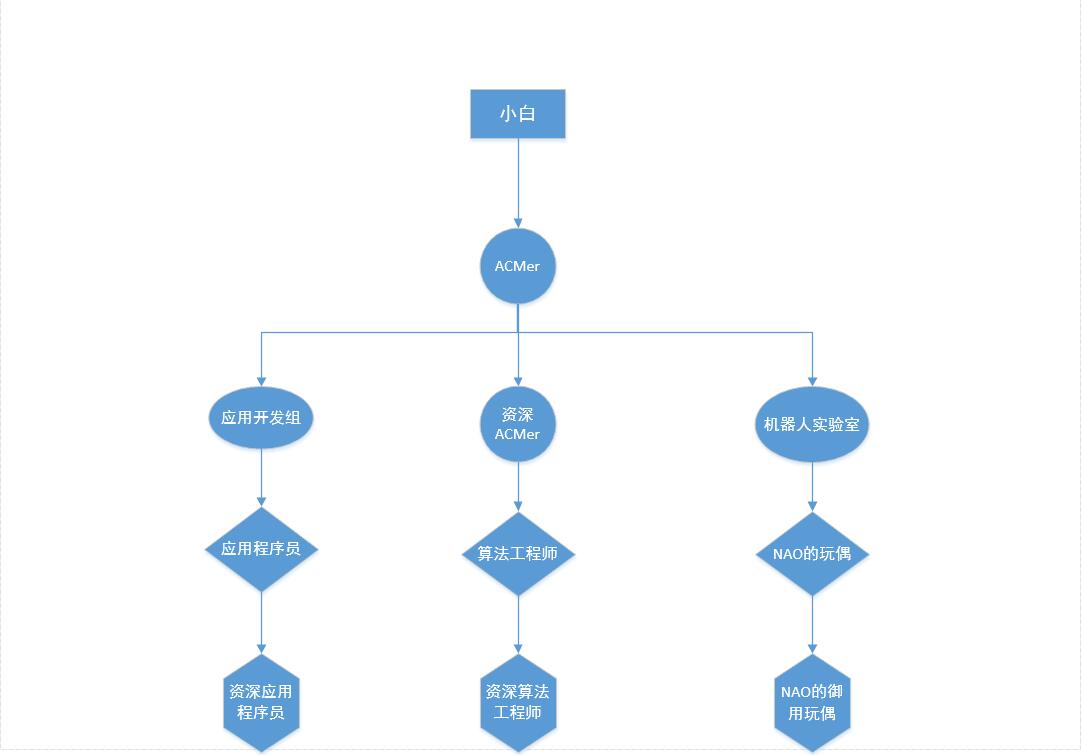 小白
ACMer
应用开发组
资深
ACMer
机器人实验室
应用程序员
算法工程师
NAO的玩偶
资深应用
程序员
资深算法
工程师
NAO的御
用玩偶